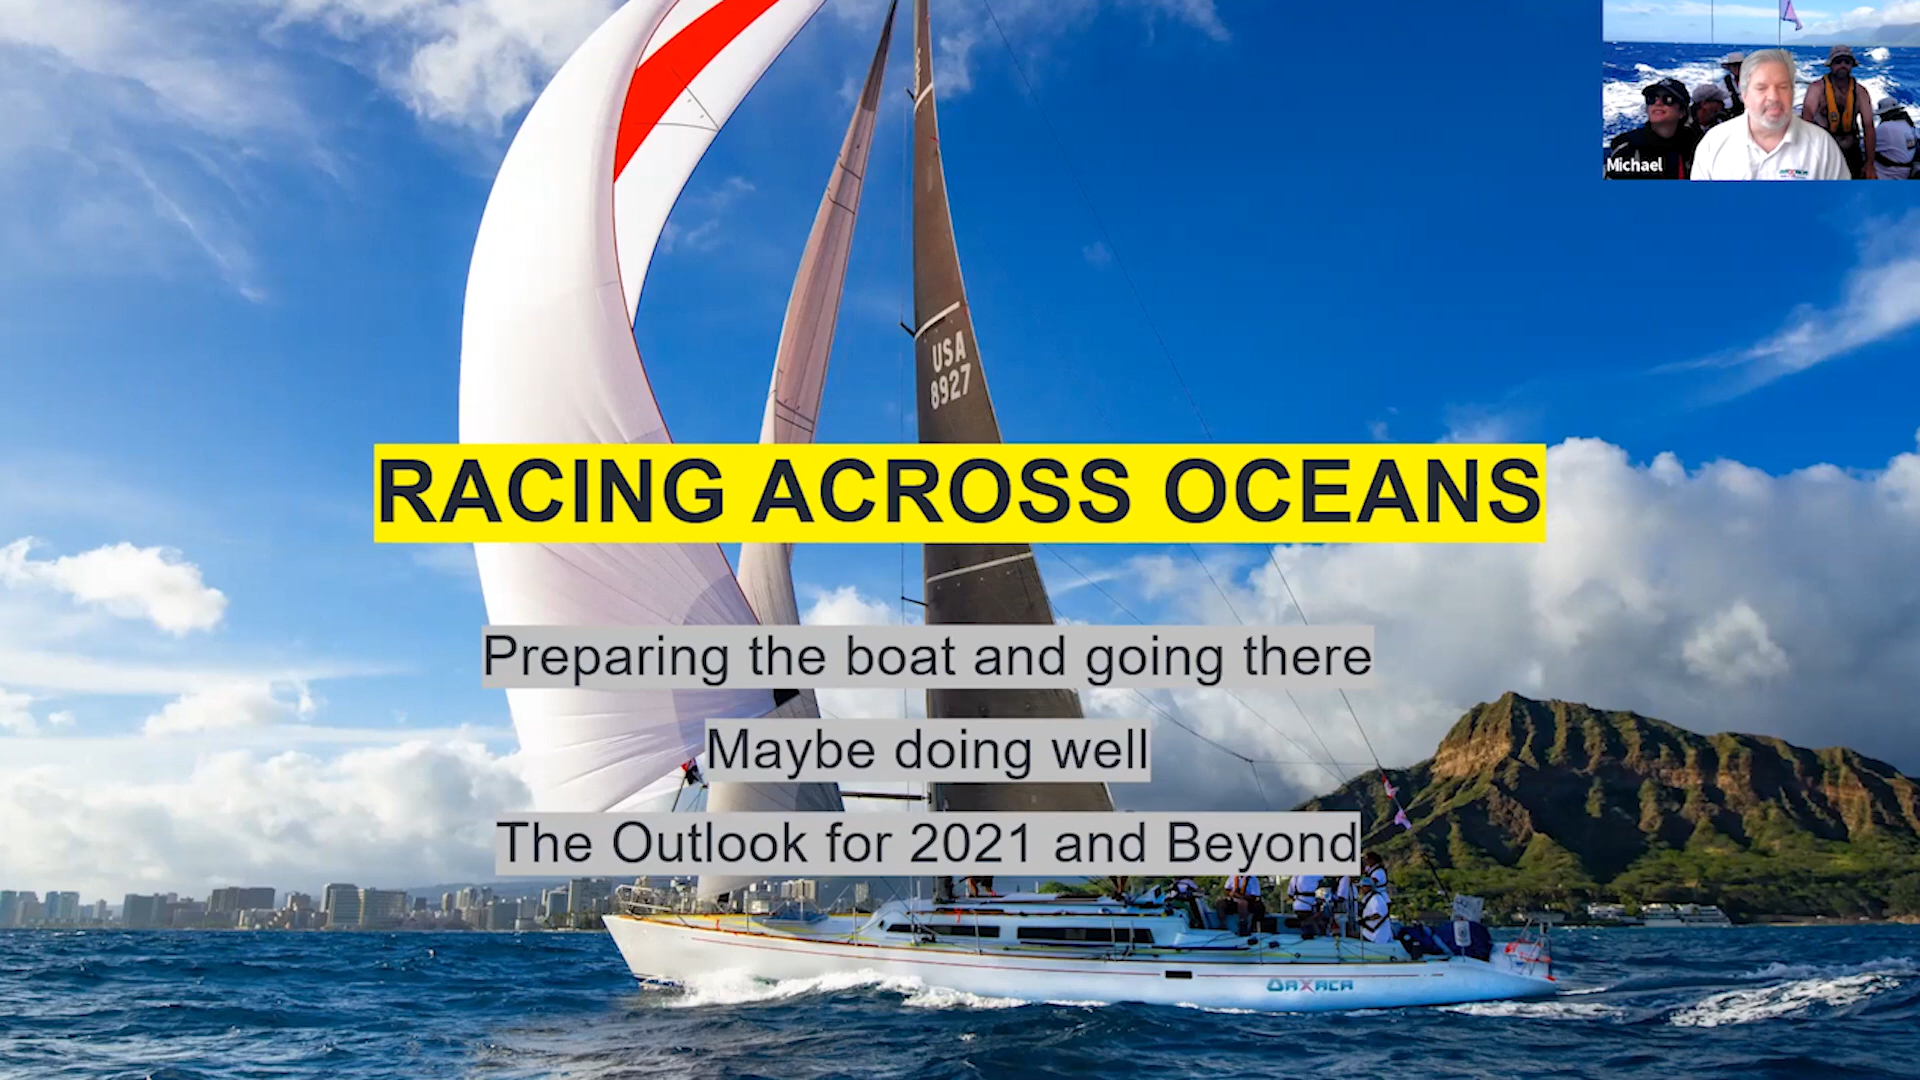 Michael
USA
8927
RACING ACROSS OCEANS
Preparing the boat and going there
Maybe doing well
The Outlook for 2021 and Beyond
OAXACA